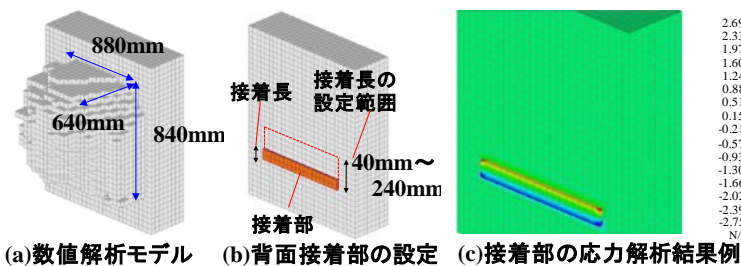 880mm
640mm
840mm
(a)数値解析モデル
接着長
接着長の
設定範囲
40mm～
240mm
接着部
(b)背面接着部の設定
(c)接着部の応力解析結果例
2.69
2.33
1.97
1.60
1.24
0.88
0.51
0.15
-0.21
-0.57
-0.93
-1.30
-1.66
-2.02
-2.39
-2.75
N/